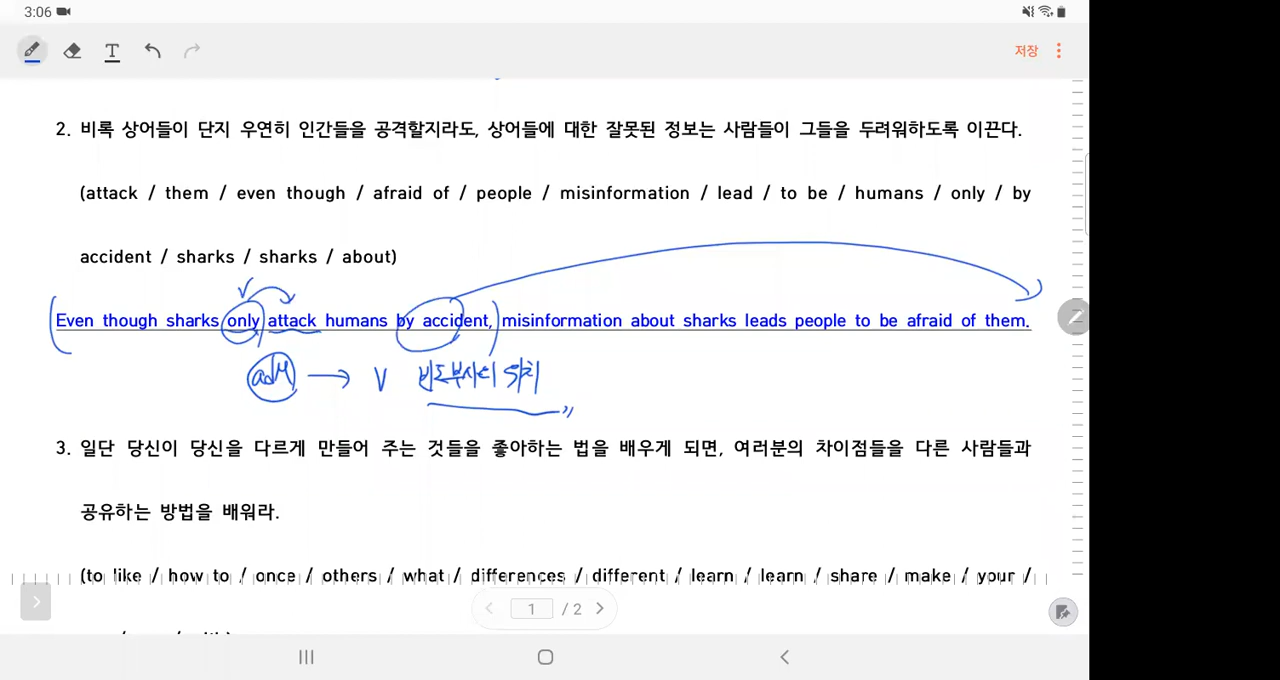 3:06
T
저장
2. 비록 상어들이 단지 우연히 인간들을 공격할지라도, 상어들에 대한 잘못된 정보는 사람들이 그들을 두려워하도록 이끈다.
(attack / them / even though / afraid of / people / misinformation / lead / to be / humans / only / by
accident / sharks / sharks / about)
Even though sharks only attack humans by accident, misinformation about sharks leads people to be afraid of them.
adv → V 빈도부사의 위치
3. 일단 당신이 당신을 다르게 만들어 주는 것들을 좋아하는 법을 배우게 되면, 여러분의 차이점들을 다른 사람들과
공유하는 방법을 배워라.
(to like / how to / once / others / what / differences / different / learn / learn / share / make / your /
1 / 2